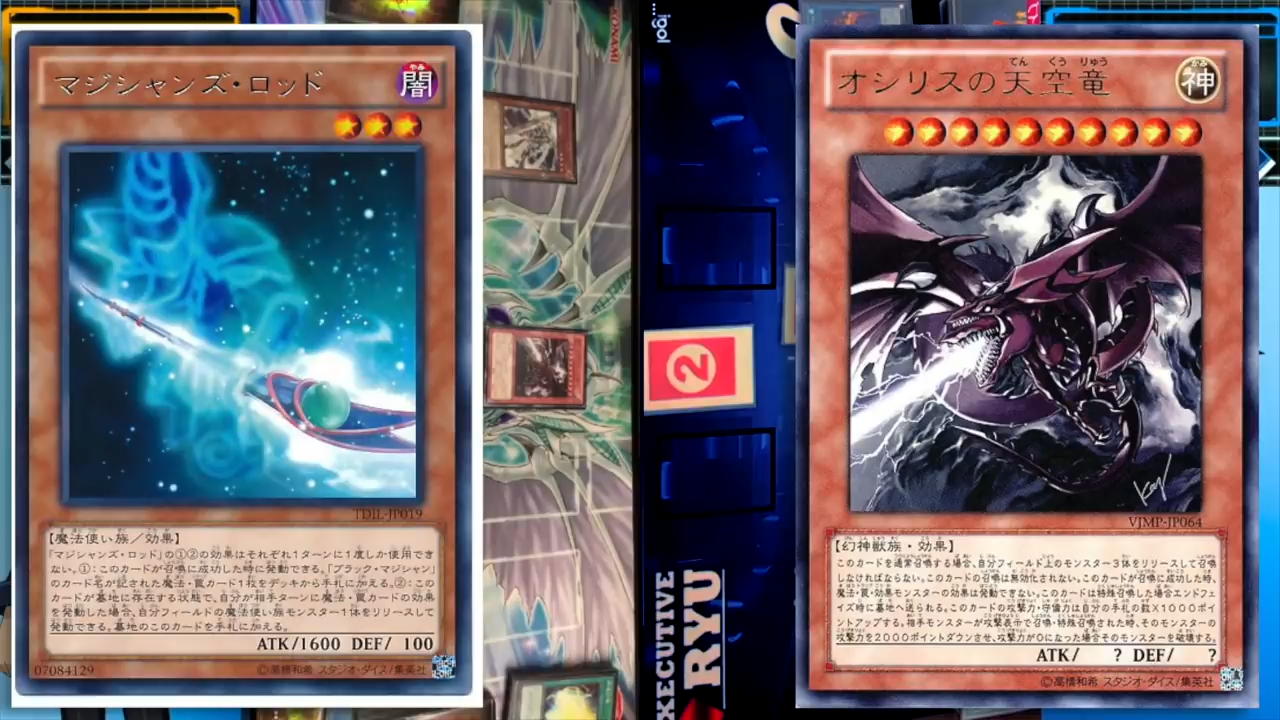 マジシャンズ・ロッド
闇
TDIL-JP019
【魔法使い族／効果】
「マジシャンズ・ロッド」の①②の効果はそれぞれ1ターンに1度しか使用でき
ない。①：このカードが召喚に成功した時に発動できる。「ブラック・マジシャン」
のカード名が記された魔法・罠カード1枚をデッキから手札に加える。②：この
カードが墓地に存在する状態で、自分が相手ターンに魔法・罠カードの効果
を発動した場合、自分フィールドの魔法使い族モンスター1体をリリースして
発動できる。墓地のこのカードを手札に加える。
ATK/1600 DEF/ 100
07084129
©高橋和希 スタジオ・ダイス/集英社
KONAMI
...igol
2
EXECUTIVE
RYU
オシリスの天空竜
てん くう りゅう
神
VJMP-JP064
【幻神獣族・効果】
このカードを通常召喚する場合、自分フィールド上のモンスター3体をリリースして召喚
しなければならない。このカードの召喚は無効化されない。このカードが召喚に成功した時、
魔法・罠・効果モンスターの効果は発動できない。このカードは特殊召喚した場合エンドフェ
イズ時に墓地へ送られる。このカードの攻撃力・守備力は自分の手札の数×1000ポイ
ントアップする。相手モンスターが攻撃表示で召喚・特殊召喚された時、そのモンスターの
攻撃力を2000ポイントダウンさせ、攻撃力が0になった場合そのモンスターを破壊する。
ATK/ ? DEF/ ?
©高橋和希 スタジオ・ダイス/集英社